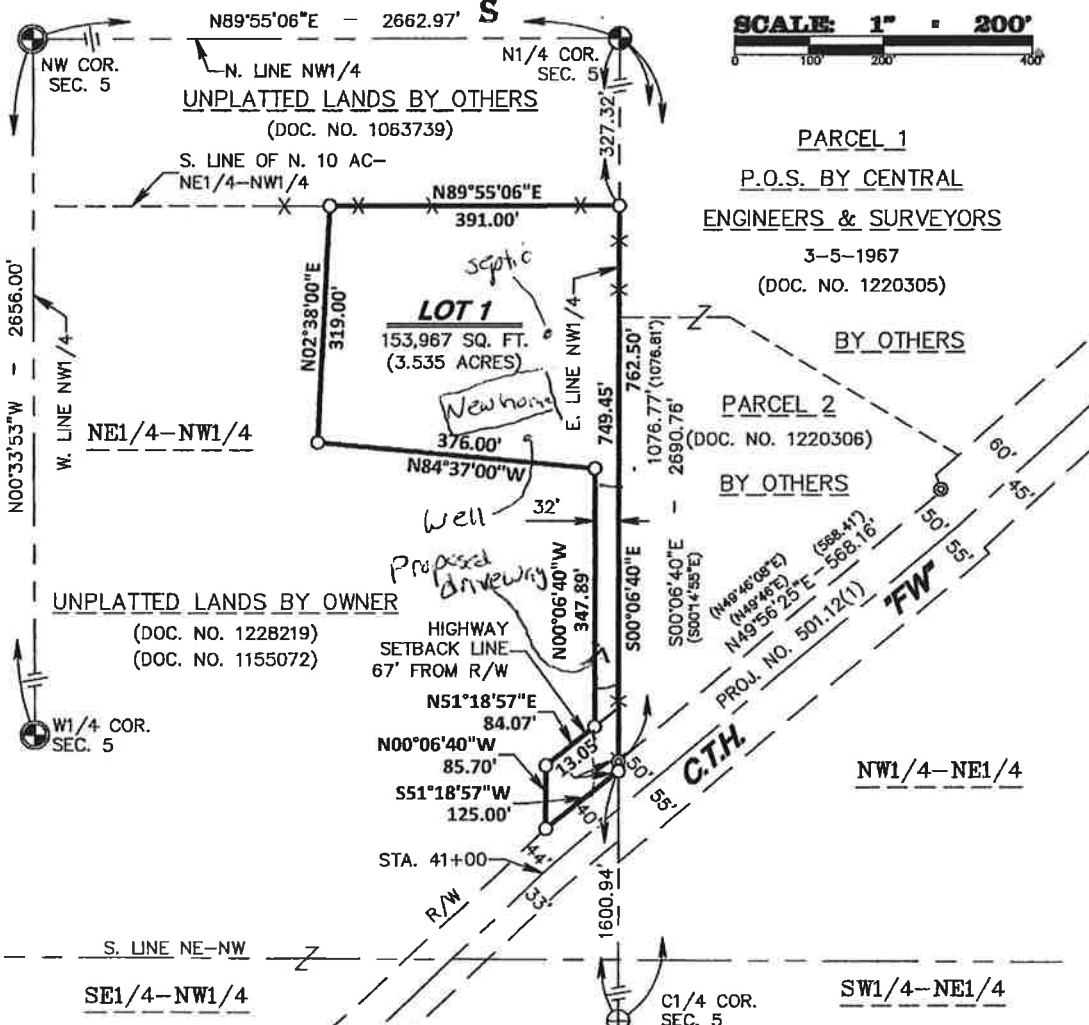 N89°55'06"E - 2662.97'
S
SCALE: 1" = 200'
0 100' 200' 400'
NW COR.
SEC. 5
N. LINE NW1/4
N1/4 COR.
SEC. 5
UNPLATTED LANDS BY OTHERS
(DOC. NO. 1063739)
327.32'
S. LINE OF N. 10 AC-
NE1/4-NW1/4
PARCEL 1
P.O.S. BY CENTRAL
ENGINEERS & SURVEYORS
3-5-1967
(DOC. NO. 1220305)
N89°55'06"E
391.00'
septic
LOT 1
153,967 SQ. FT.
(3.535 ACRES)
N02°38'00"E
319.00'
New home
E. LINE NW1/4
762.50'
749.45'
1076.77' (1076.81')
S00°06'40"E - 2690.76'
(S00°14'55"E)
BY OTHERS
PARCEL 2
(DOC. NO. 1220306)
BY OTHERS
N00°33'53"W - 2656.00'
W. LINE NW1/4
NE1/4-NW1/4
376.00'
N84°37'00"W
well
32'
Proposed
driveway
N00°06'40"W
347.89'
S00°06'40"E
60'
45'
50'
55'
(N49°46'08"E) (568.41')
(N49°46'E)
N49°56'25"E - 568.16'
PROJ. NO. 501.12(1)
"FW"
C.T.H.
UNPLATTED LANDS BY OWNER
(DOC. NO. 1228219)
(DOC. NO. 1155072)
HIGHWAY
SETBACK LINE
67' FROM R/W
N51°18'57"E
84.07'
W1/4 COR.
SEC. 5
N00°06'40"W
85.70'
13.05'
50'
S51°18'57"W
125.00'
40'
55'
NW1/4-NE1/4
STA. 41+00
44'
33'
R/W
1600.94'
S. LINE NE-NW
SE1/4-NW1/4
C1/4 COR.
SEC. 5
SW1/4-NE1/4